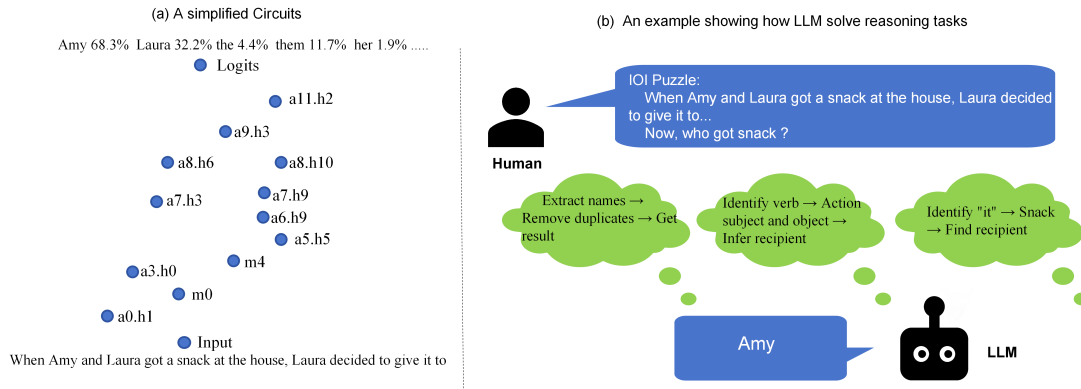 (a) A simplified Circuits
Amy 68.3% Laura 32.2% the 4.4% them 11.7% her 1.9% .....
Logits
a11.h2
a9.h3
a8.h6
a8.h10
a7.h3
a7.h9
a6.h9
a5.h5
m4
a3.h0
m0
a0.h1
Input
When Amy and Laura got a snack at the house, Laura decided to give it to
(b) An example showing how LLM solve reasoning tasks
IOI Puzzle:
When Amy and Laura got a snack at the house, Laura decided
to give it to...
Now, who got snack ?
Human
Extract names →
Remove duplicates → Get
result
Identify verb → Action
subject and object →
Infer recipient
Identify "it" → Snack
→ Find recipient
Amy
LLM